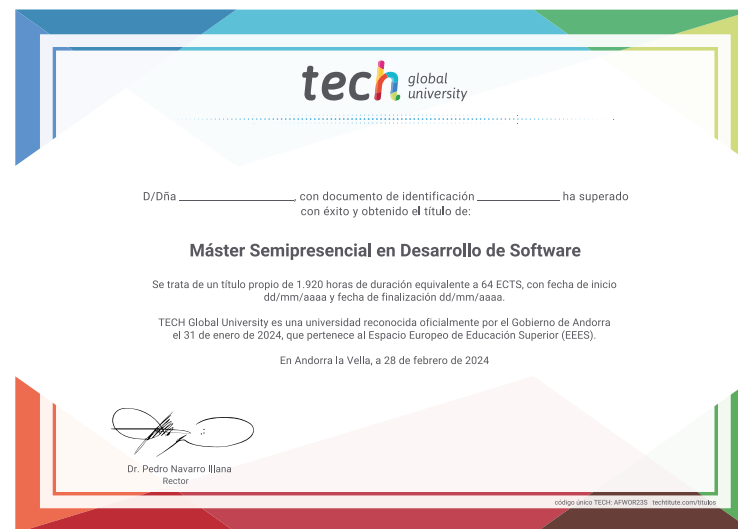 tech global university
D/Dña ____________________, con documento de identificación ______________ ha superado
con éxito y obtenido el título de:
Máster Semipresencial en Desarrollo de Software
Se trata de un título propio de 1.920 horas de duración equivalente a 64 ECTS, con fecha de inicio
dd/mm/aaaa y fecha de finalización dd/mm/aaaa.
TECH Global University es una universidad reconocida oficialmente por el Gobierno de Andorra
el 31 de enero de 2024, que pertenece al Espacio Europeo de Educación Superior (EEES).
En Andorra la Vella, a 28 de febrero de 2024
Dr. Pedro Navarro Illana
Rector
código único TECH: AFWOR23S techtitute.com/títulos